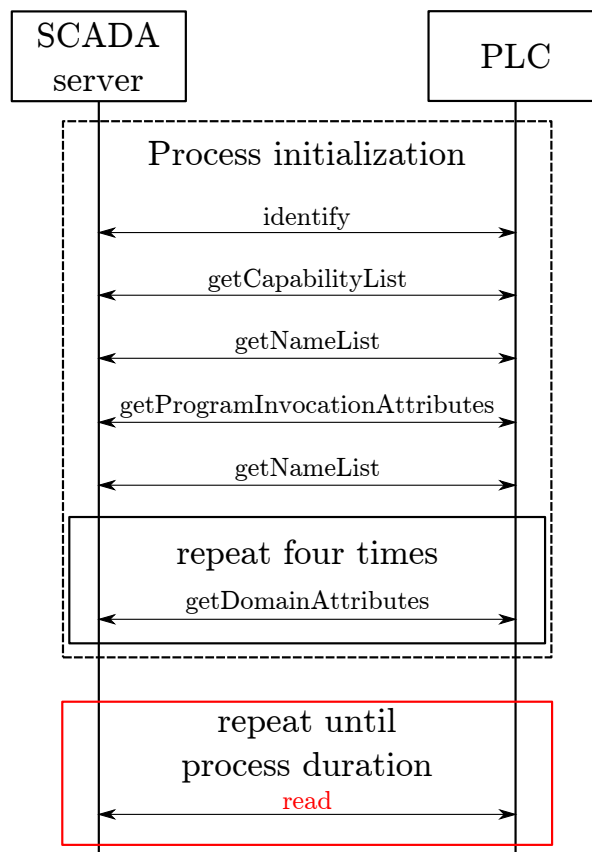 SCADA
server
PLC
Process initialization
identify
getCapabilityList
getNameList
getProgramInvocationAttributes
getNameList
repeat four times
getDomainAttributes
repeat until
process duration
read